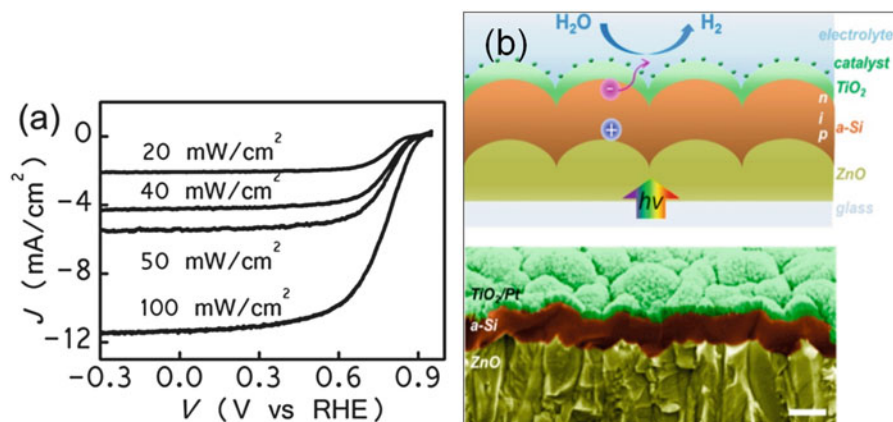 (a)
J (mA/cm²)
0
−4
−8
−12
20 mW/cm²
40 mW/cm²
50 mW/cm²
100 mW/cm²
−0.3 0.0 0.3 0.6 0.9
V (V vs RHE)
(b)
H₂O H₂
electrolyte
catalyst
TiO₂
n
i
p
a-Si
ZnO
hν
glass
TiO₂/Pt
a-Si
ZnO